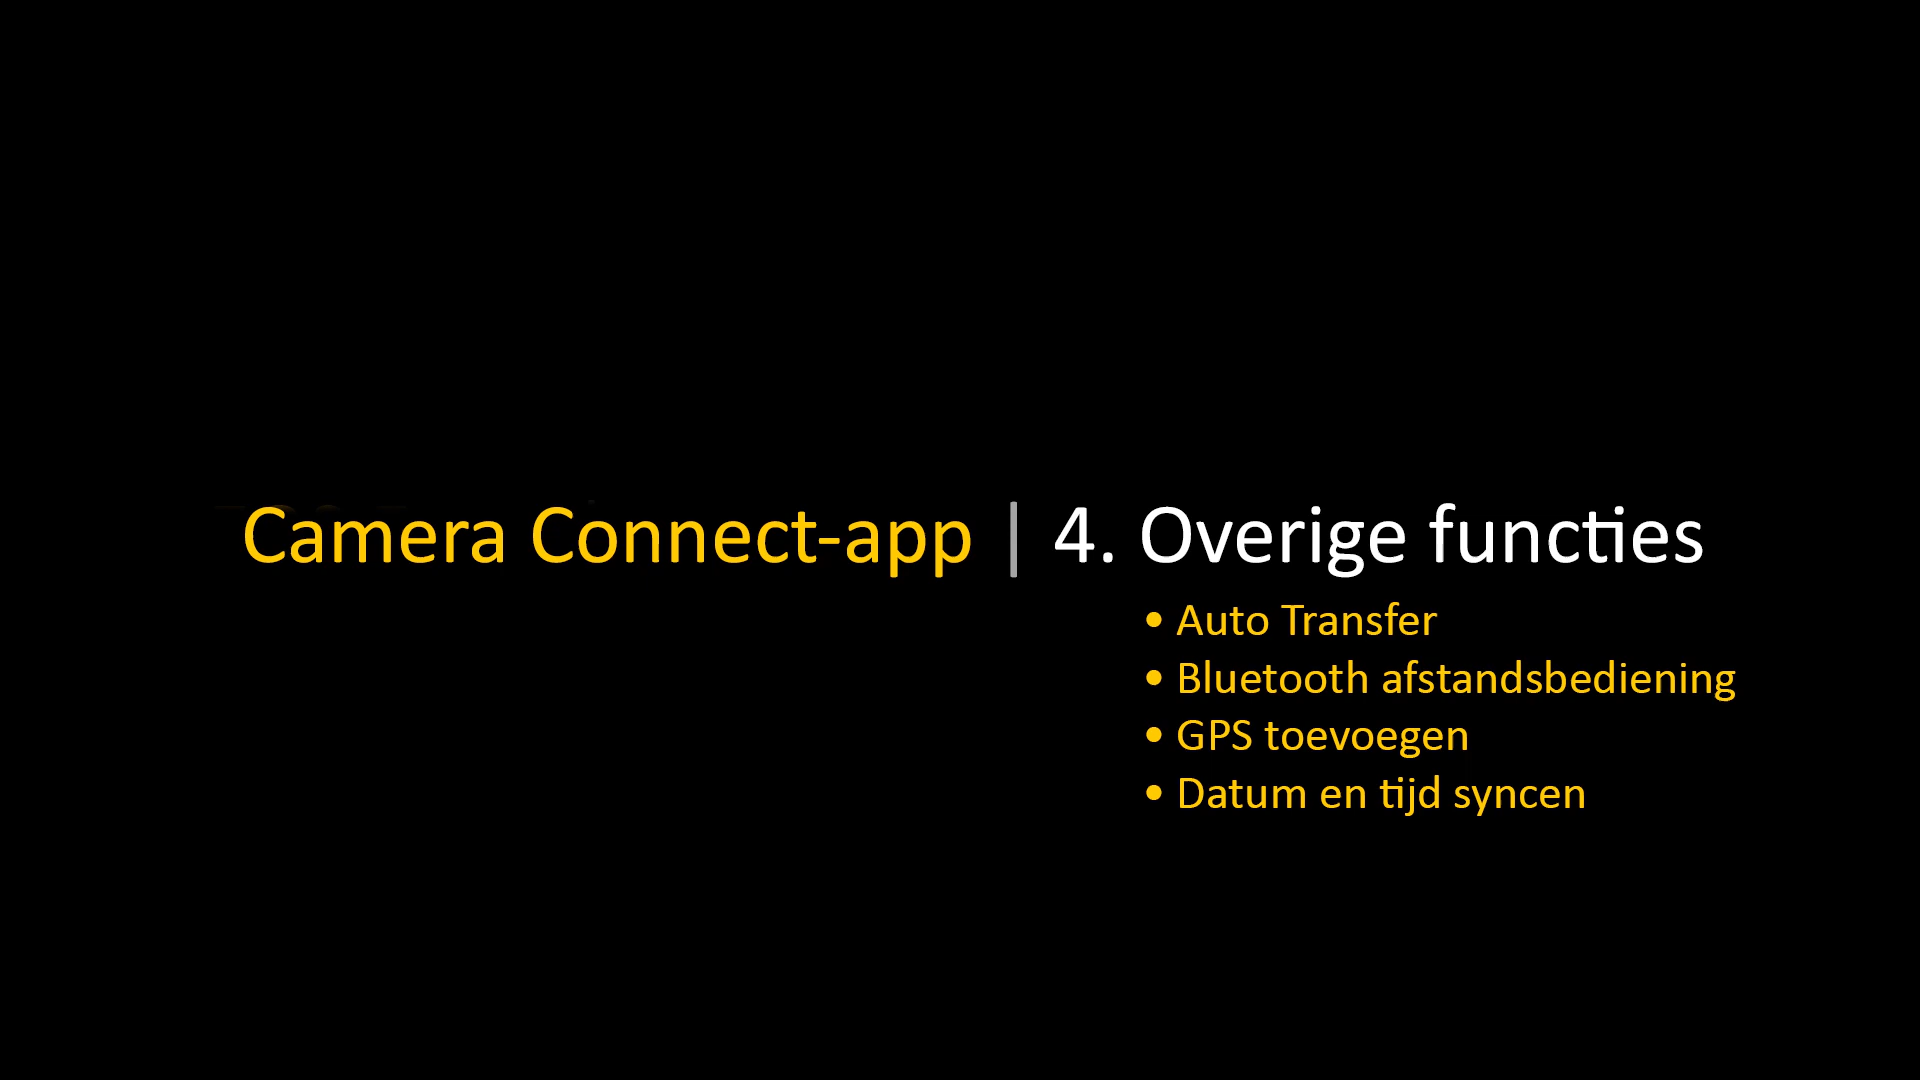 Camera Connect-app | 4. Overige functies
• Auto Transfer
• Bluetooth afstandsbediening
• GPS toevoegen
• Datum en tijd syncen